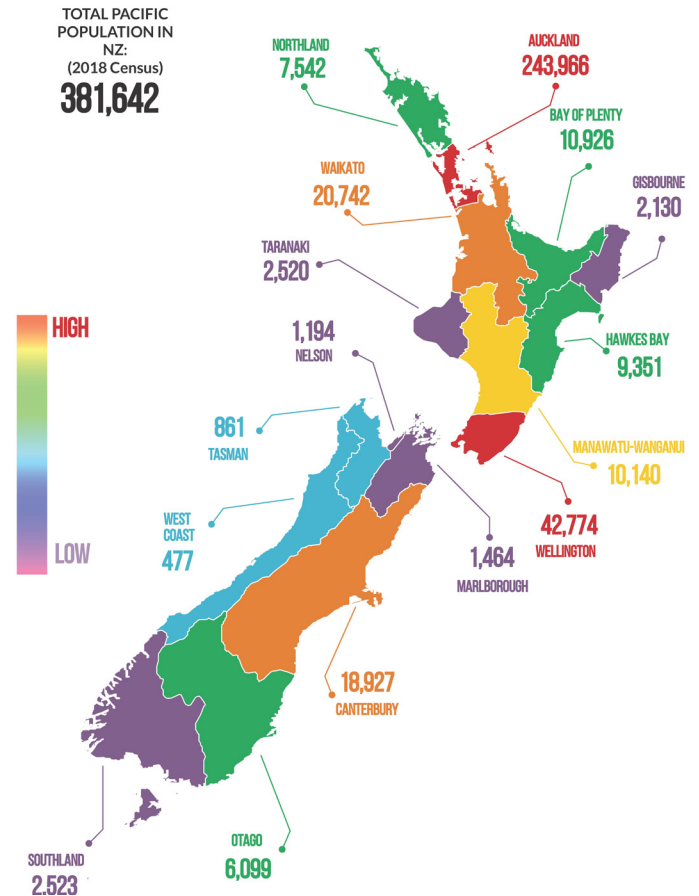 TOTAL PACIFIC
POPULATION IN
NZ:
(2018 Census)
381,642
NORTHLAND
7,542
AUCKLAND
243,966
BAY OF PLENTY
10,926
WAIKATO
20,742
GISBOURNE
2,130
TARANAKI
2,520
HIGH
1,194
NELSON
HAWKES BAY
9,351
861
TASMAN
MANAWATU-WANGANUI
10,140
WEST
COAST
477
LOW
42,774
WELLINGTON
1,464
MARLBOROUGH
18,927
CANTERBURY
OTAGO
6,099
SOUTHLAND
2,523